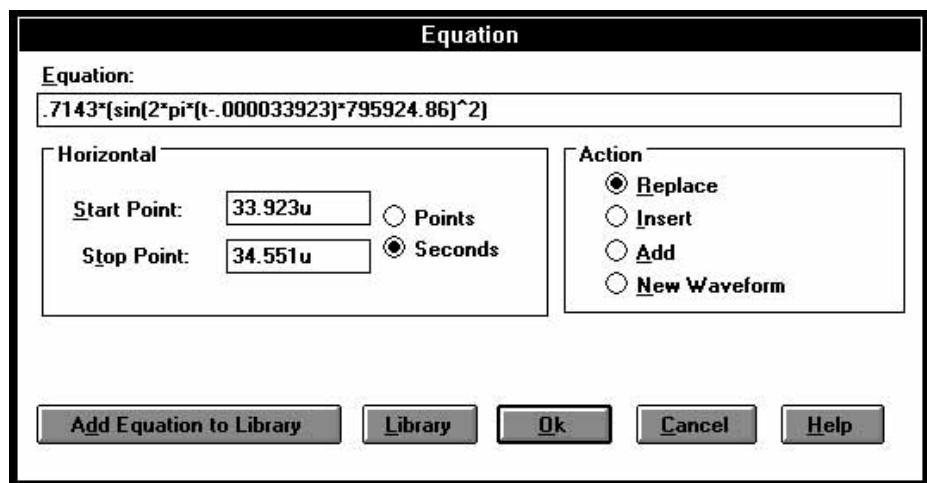 Equation
Equation:
.7143*(sin(2*pi*(t-.000033923)*795924.86)^2)
Horizontal
Start Point: 33.923u
Points
Stop Point: 34.551u
Seconds
Action
Replace
Insert
Add
New Waveform
Add Equation to Library Library Ok Cancel Help